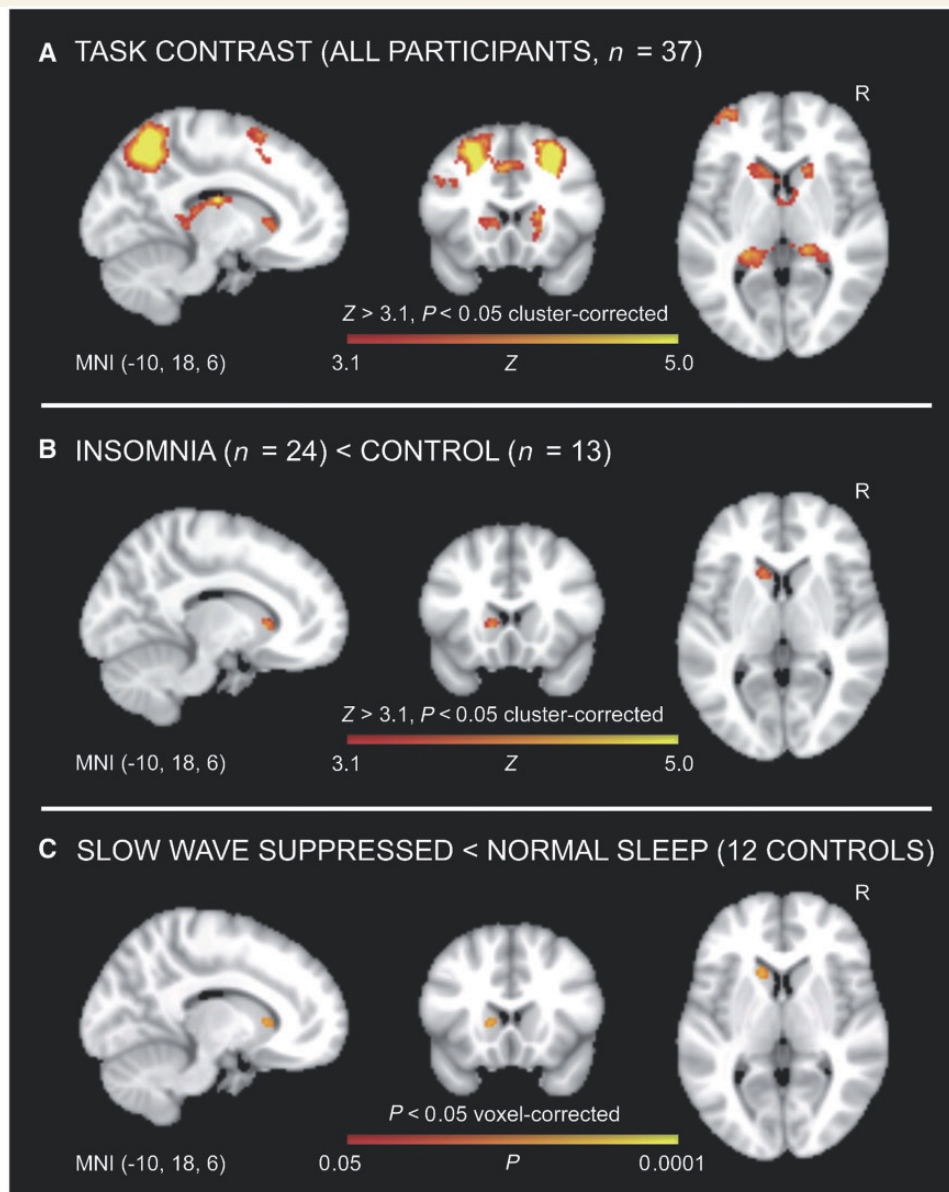 A TASK CONTRAST (ALL PARTICIPANTS, n = 37)
R
Z > 3.1, P < 0.05 cluster-corrected
MNI (-10, 18, 6)
3.1 Z 5.0
B INSOMNIA (n = 24) < CONTROL (n = 13)
R
Z > 3.1, P < 0.05 cluster-corrected
MNI (-10, 18, 6)
3.1 Z 5.0
C SLOW WAVE SUPPRESSED < NORMAL SLEEP (12 CONTROLS)
R
P < 0.05 voxel-corrected
MNI (-10, 18, 6)
0.05 P 0.0001